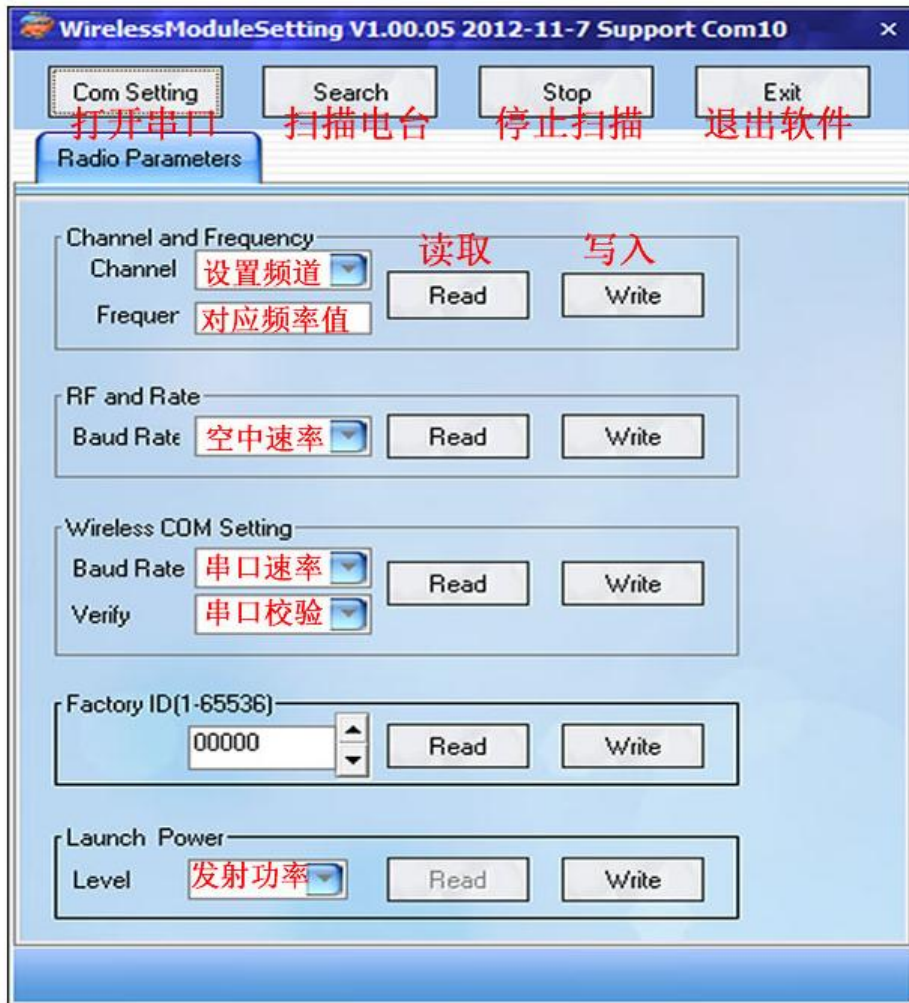 WirelessModuleSetting V1.00.05 2012-11-7 Support Com10 ×
Com Setting Search Stop Exit
打开串口 扫描电台 停止扫描 退出软件
Radio Parameters
Channel and Frequency 读取 写入
Channel 设置频道
Read Write
Frequer 对应频率值
RF and Rate
Baud Rate 空中速率 Read Write
Wireless COM Setting
Baud Rate 串口速率
Read Write
Verify 串口校验
Factory ID(1-65536)
00000 Read Write
Launch Power
Level 发射功率 Read Write